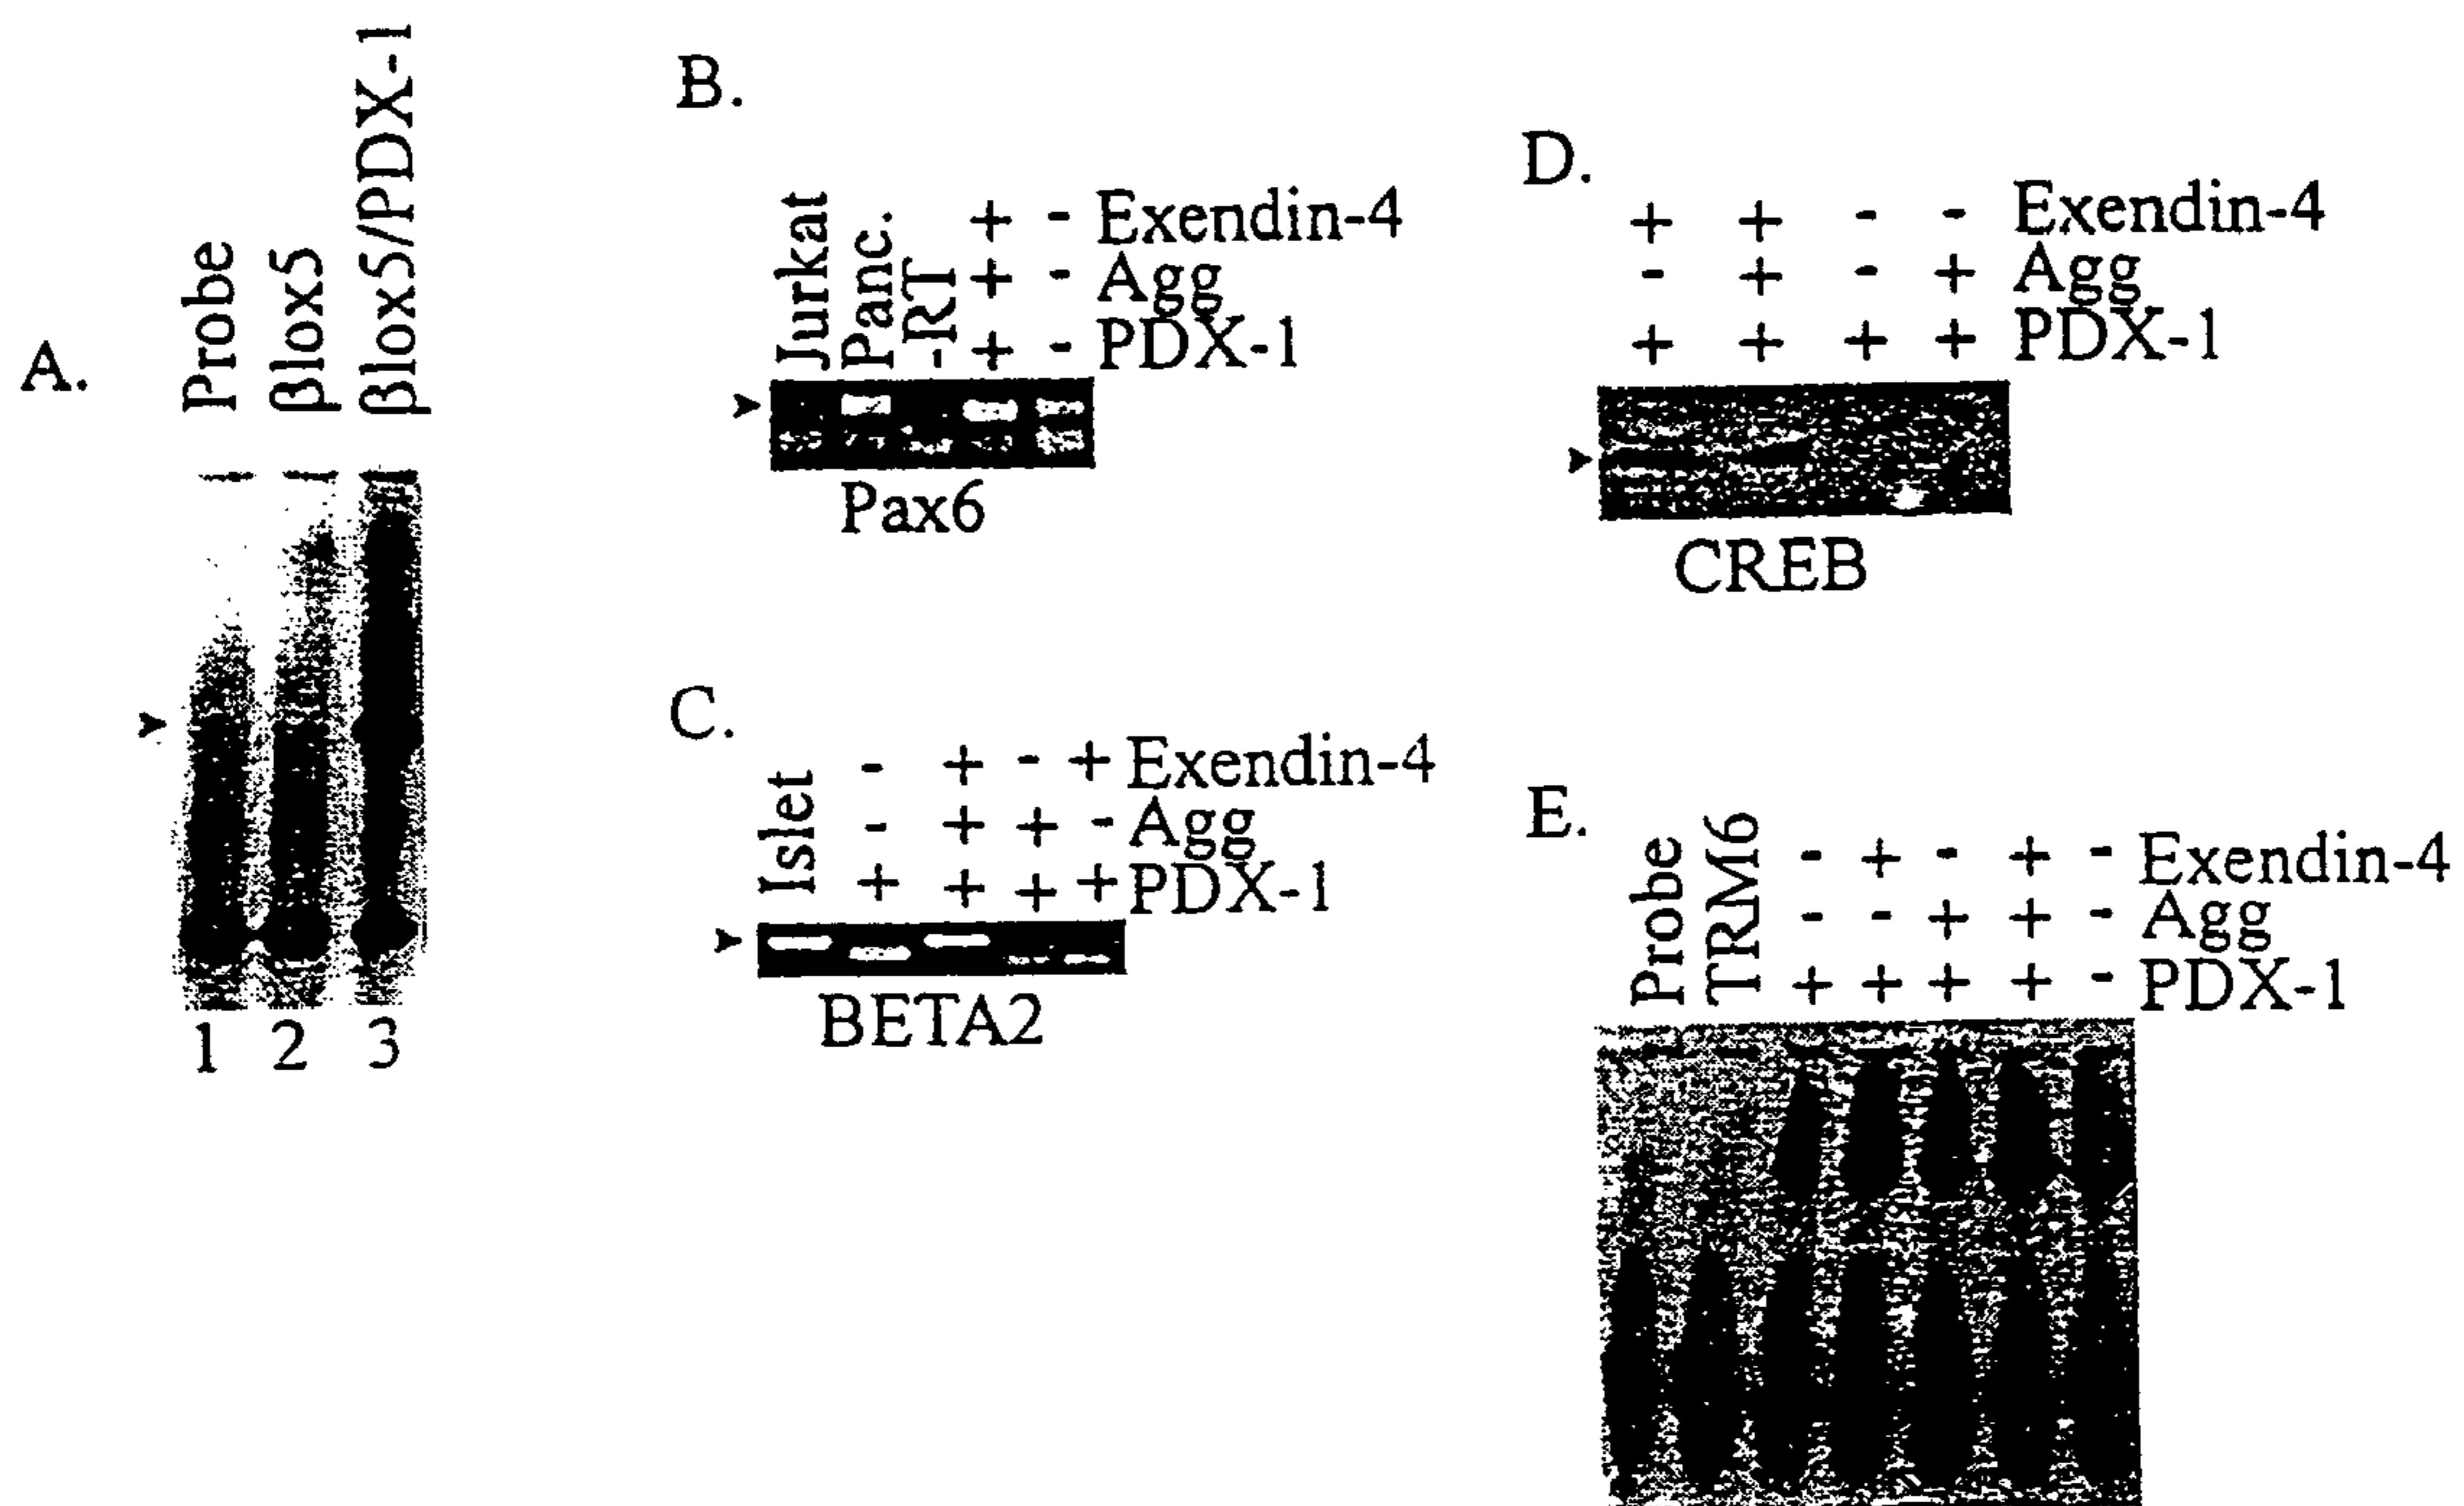 A.
Probe
βlox5
βlox5/PDX-1
1 2 3
B.
Jurkat
Panc.
-RT
+ - Exendin-4
+ - Agg
+ - PDX-1
Pax6
C.
Islet
- + - + Exendin-4
- + + - Agg
+ + + + PDX-1
BETA2
D.
+ + - - Exendin-4
- + - + Agg
+ + + + PDX-1
CREB
E.
Probe
TRM6
- + - + - Exendin-4
- - + + - Agg
+ + + + - PDX-1